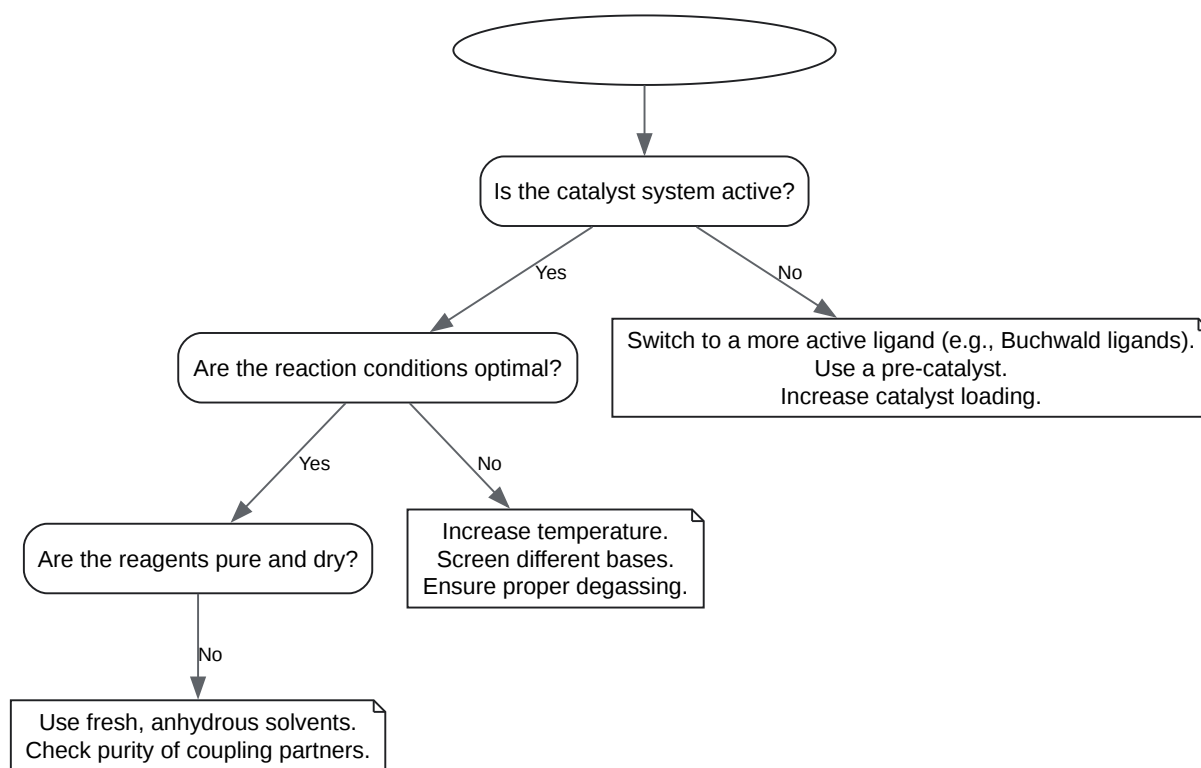 Is the catalyst system active?
Yes
No
Are the reaction conditions optimal?
Switch to a more active ligand (e.g., Buchwald ligands).
Use a pre-catalyst.
Increase catalyst loading.
Yes
No
Are the reagents pure and dry?
Increase temperature.
Screen different bases.
Ensure proper degassing.
No
Use fresh, anhydrous solvents.
Check purity of coupling partners.